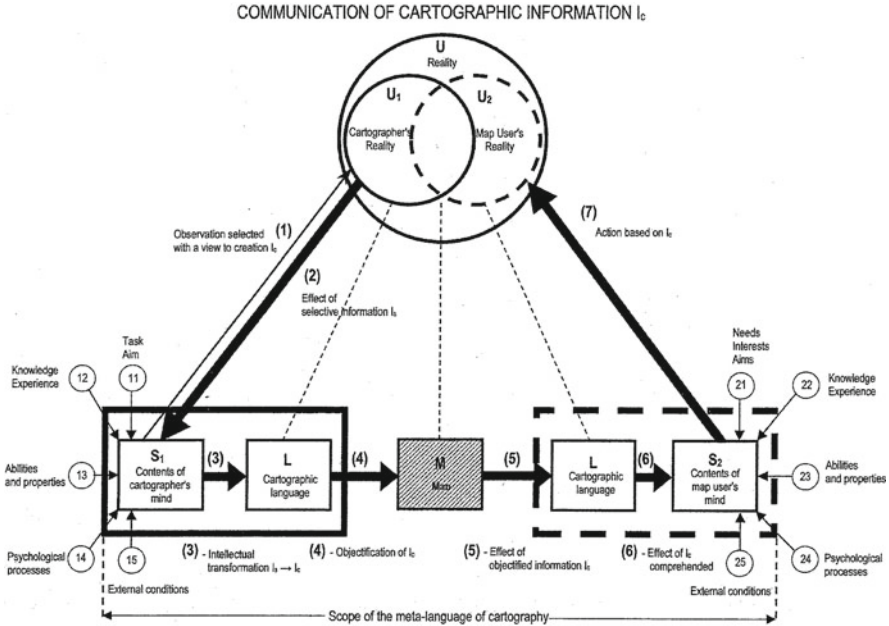 COMMUNICATION OF CARTOGRAPHIC INFORMATION Ic
U
Reality
U1
U2
Cartographer's
Reality
Map User's
Reality
(1)
Observation selected
with a view to creation Ic
(2)
Effect of
selective information Is
(7)
Action based on Ic
Task
Aim
Knowledge
Experience
12
11
Needs
Interests
Aims
21
22
Knowledge
Experience
Abilities
and properties
13
S1
Contents of
cartographer's
mind
(3)
L
Cartographic
language
(4)
M
Map
(5)
L
Cartographic
language
(6)
S2
Contents of
map user's
mind
23
Abilities
and properties
Psychological
processes
14
15
External conditions
(3) - Intellectual
transformation Is → Ic
(4) - Objectification of Ic
(5) - Effect of
objectified information Ic
(6) - Effect of Ic
comprehended
25
External conditions
24
Psychological
processes
Scope of the meta-language of cartography